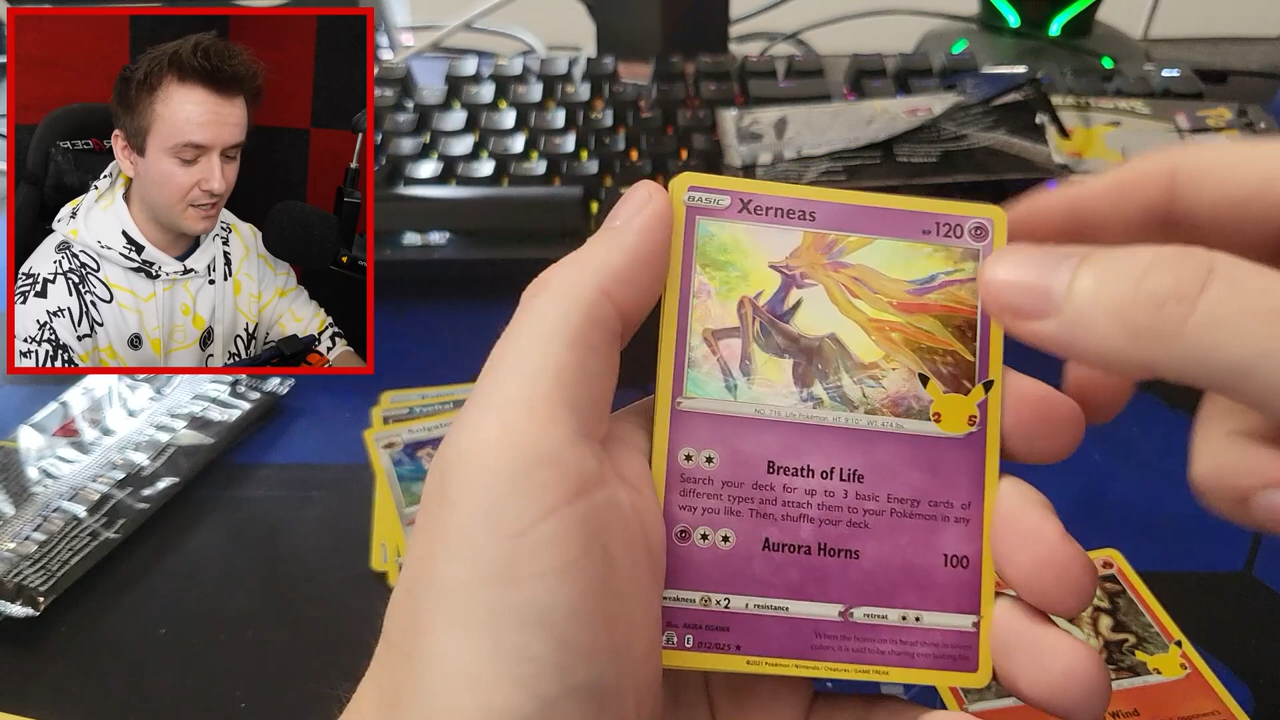 BASIC Xerneas HP 120
NO. 716 Life Pokémon HT: 9'10" WT: 474 lbs.
25
Breath of Life
Search your deck for up to 3 basic Energy cards of
different types and attach them to your Pokémon in any
way you like. Then, shuffle your deck.
Aurora Horns 100
weakness ×2 resistance retreat
Illus. AKIRA EGAWA
E 012/025 ★
When the horns on its head shine in seven
colors, it is said to be sharing everlasting life.
©2021 Pokémon / Nintendo / Creatures / GAME FREAK
Yveltal
Solgaleo
Wind